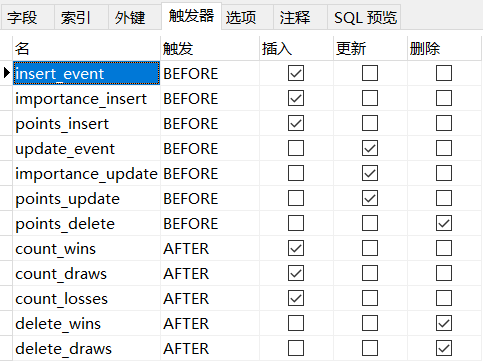 字段 索引 外键 触发器 选项 注释 SQL 预览
名 触发 插入 更新 删除
insert_event BEFORE
importance_insert BEFORE
points_insert BEFORE
update_event BEFORE
importance_update BEFORE
points_update BEFORE
points_delete BEFORE
count_wins AFTER
count_draws AFTER
count_losses AFTER
delete_wins AFTER
delete_draws AFTER